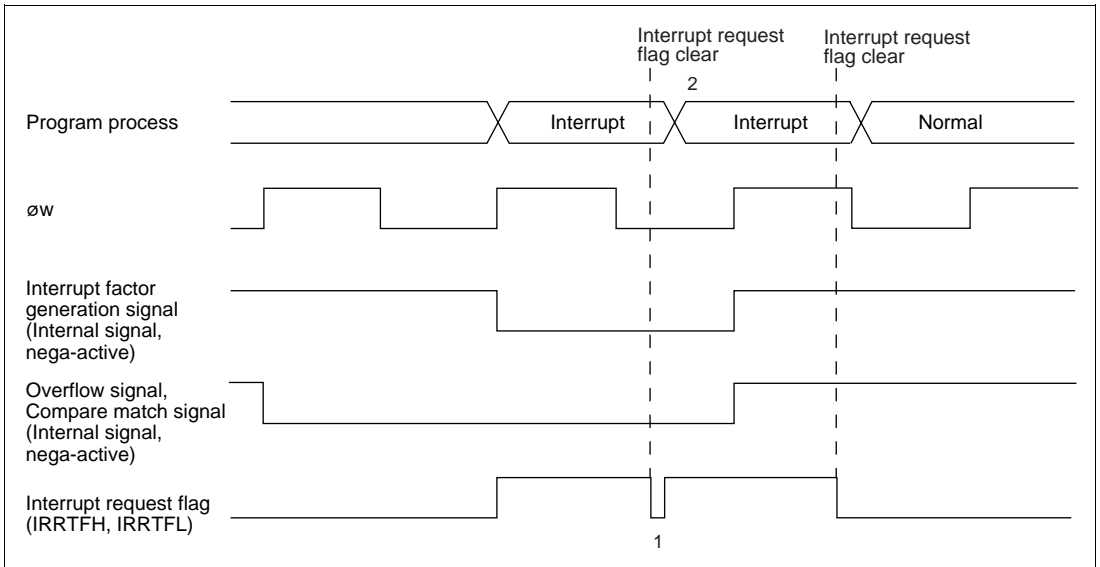 Interrupt request
flag clear
Interrupt request
flag clear
2
Program process
Interrupt
Interrupt
Normal
øw
Interrupt factor
generation signal
(Internal signal,
nega-active)
Overflow signal,
Compare match signal
(Internal signal,
nega-active)
Interrupt request flag
(IRRTFH, IRRTFL)
1